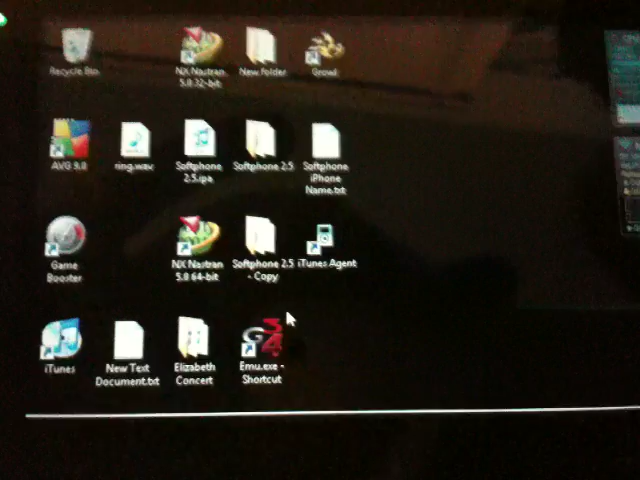 Recycle Bin
NX Nastran
5.0 32-bit
New folder
Growl
AVG 9.0
ring.wav
Softphone
2.5.ipa
Softphone 2.5
Softphone
iPhone
Name.txt
Game
Booster
NX Nastran
5.0 64-bit
Softphone 2.5
- Copy
iTunes Agent
iTunes
New Text
Document.txt
Elizabeth
Concert
Emu.exe -
Shortcut